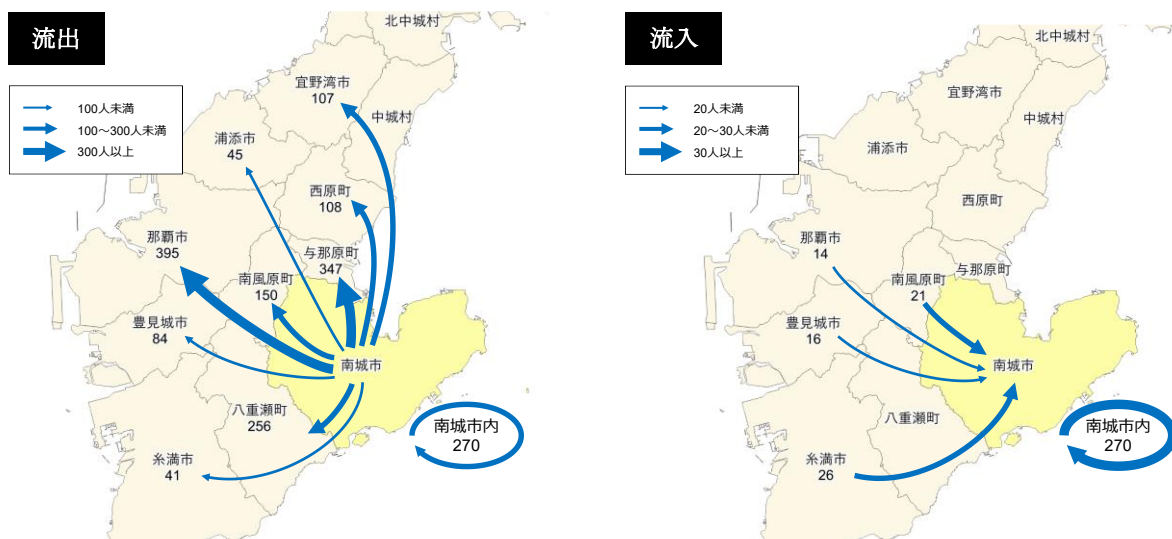 流出
北中城村
宜野湾市
107
100人未満
100～300人未満
300人以上
浦添市
45
中城村
西原町
108
那覇市
395
与那原町
347
南風原町
150
豊見城市
84
南城市
八重瀬町
256
南城市内
270
糸満市
41
流入
北中城村
宜野湾市
20人未満
20～30人未満
30人以上
中城村
浦添市
西原町
那覇市
14
与那原町
南風原町
21
豊見城市
16
南城市
八重瀬町
南城市内
270
糸満市
26